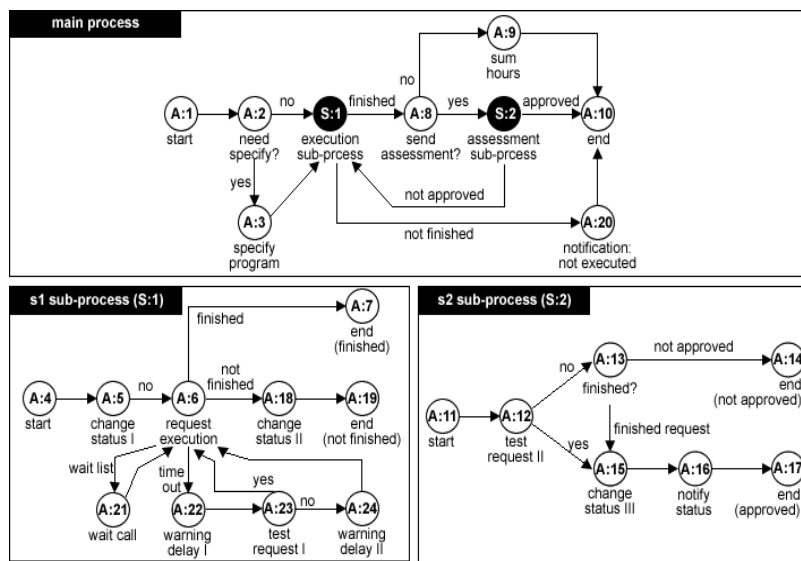 main process
A:9
sum
hours
no
A:1
start
A:2
need
specify?
no
S:1
execution
sub-prcess
finished
A:8
send
assessment?
yes
S:2
assessment
sub-prcess
approved
A:10
end
yes
not approved
A:3
specify
program
not finished
A:20
notification:
not executed
s1 sub-process (S:1)
A:7
end
(finished)
finished
A:4
start
A:5
change
status I
no
A:6
request
execution
not
finished
A:18
change
status II
A:19
end
(not finished)
wait list
time
out
yes
A:21
wait call
A:22
warning
delay I
A:23
test
request I
no
A:24
warning
delay II
s2 sub-process (S:2)
A:13
finished?
not approved
A:14
end
(not approved)
no
A:11
start
A:12
test
request II
yes
finished request
A:15
change
status III
A:16
notify
status
A:17
end
(approved)